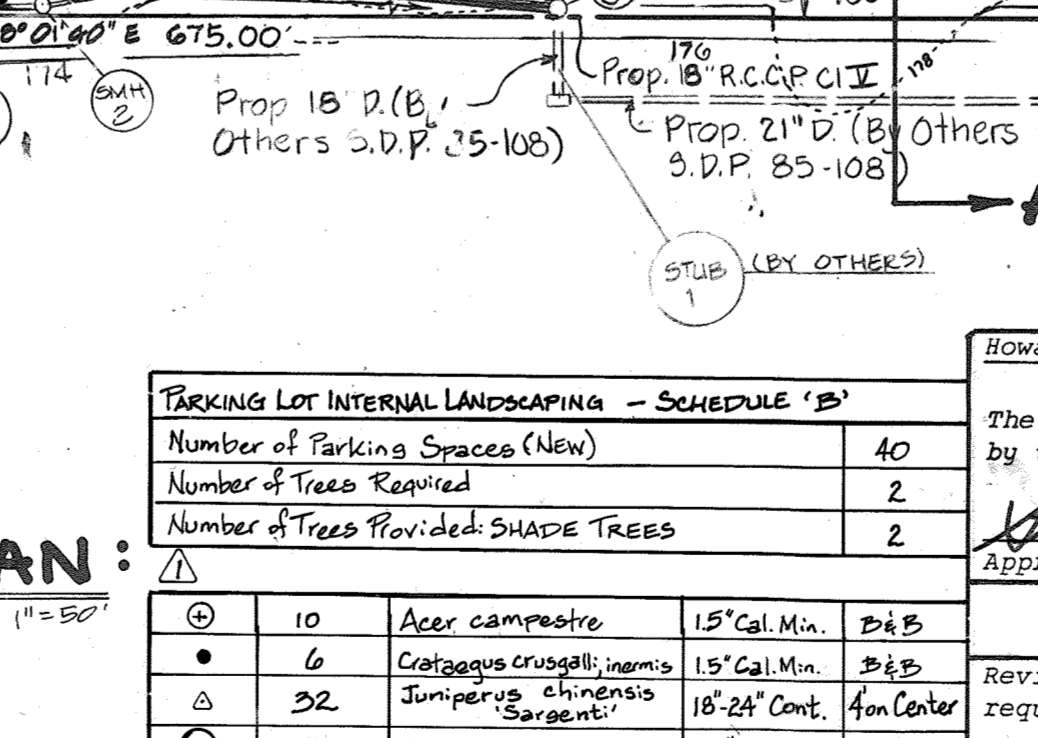 8°01'40" E 675.00'
174
SMH
2
Prop 18" D. (B
Others S.D.P. 85-108)
176
Prop. 18" R.C.C.P. Cl IV
178
Prop. 21" D. (By Others
S.D.P. 85-108)
STUB
1
(BY OTHERS)
PARKING LOT INTERNAL LANDSCAPING - SCHEDULE 'B'
Number of Parking Spaces (NEW) 40
Number of Trees Required 2
Number of Trees Provided: SHADE TREES 2
1
AN:
1"=50'
10 Acer campestre 1.5" Cal. Min. B&B
6 Crataegus crusgalli; inermis 1.5" Cal. Min. B&B
32 Juniperus chinensis 'Sargenti' 18"-24" Cont. 4' on Center
Howa
The
by
Appr
Revi
requ